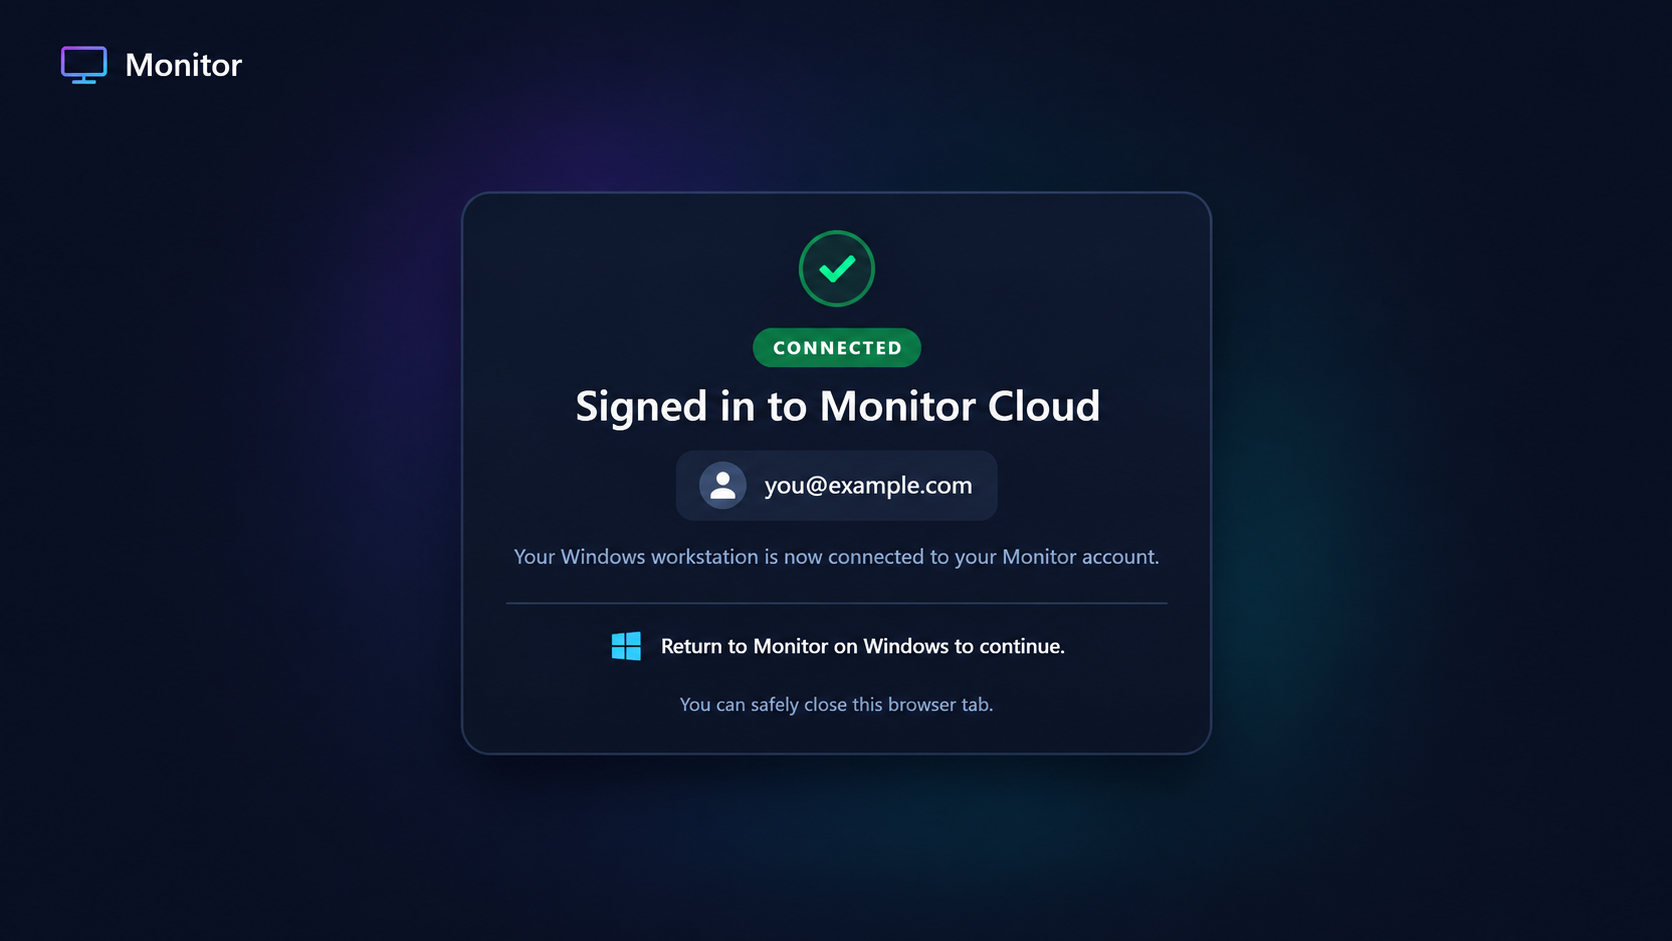 Monitor
CONNECTED
Signed in to Monitor Cloud
you@example.com
Your Windows workstation is now connected to your Monitor account.
Return to Monitor on Windows to continue.
You can safely close this browser tab.